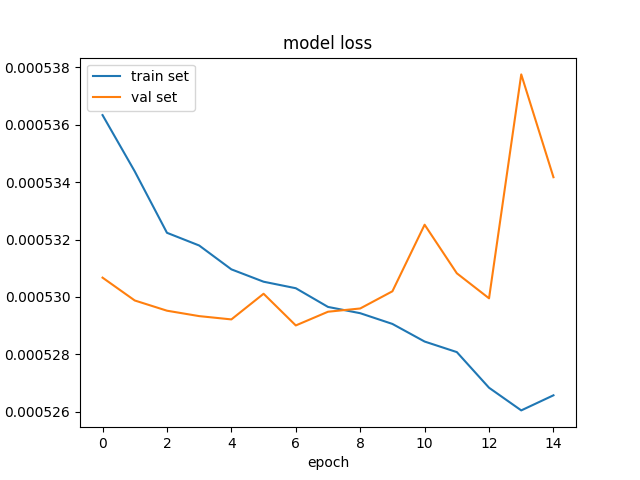 model loss
train set
val set
0.000538
0.000536
0.000534
0.000532
0.000530
0.000528
0.000526
0 2 4 6 8 10 12 14
epoch